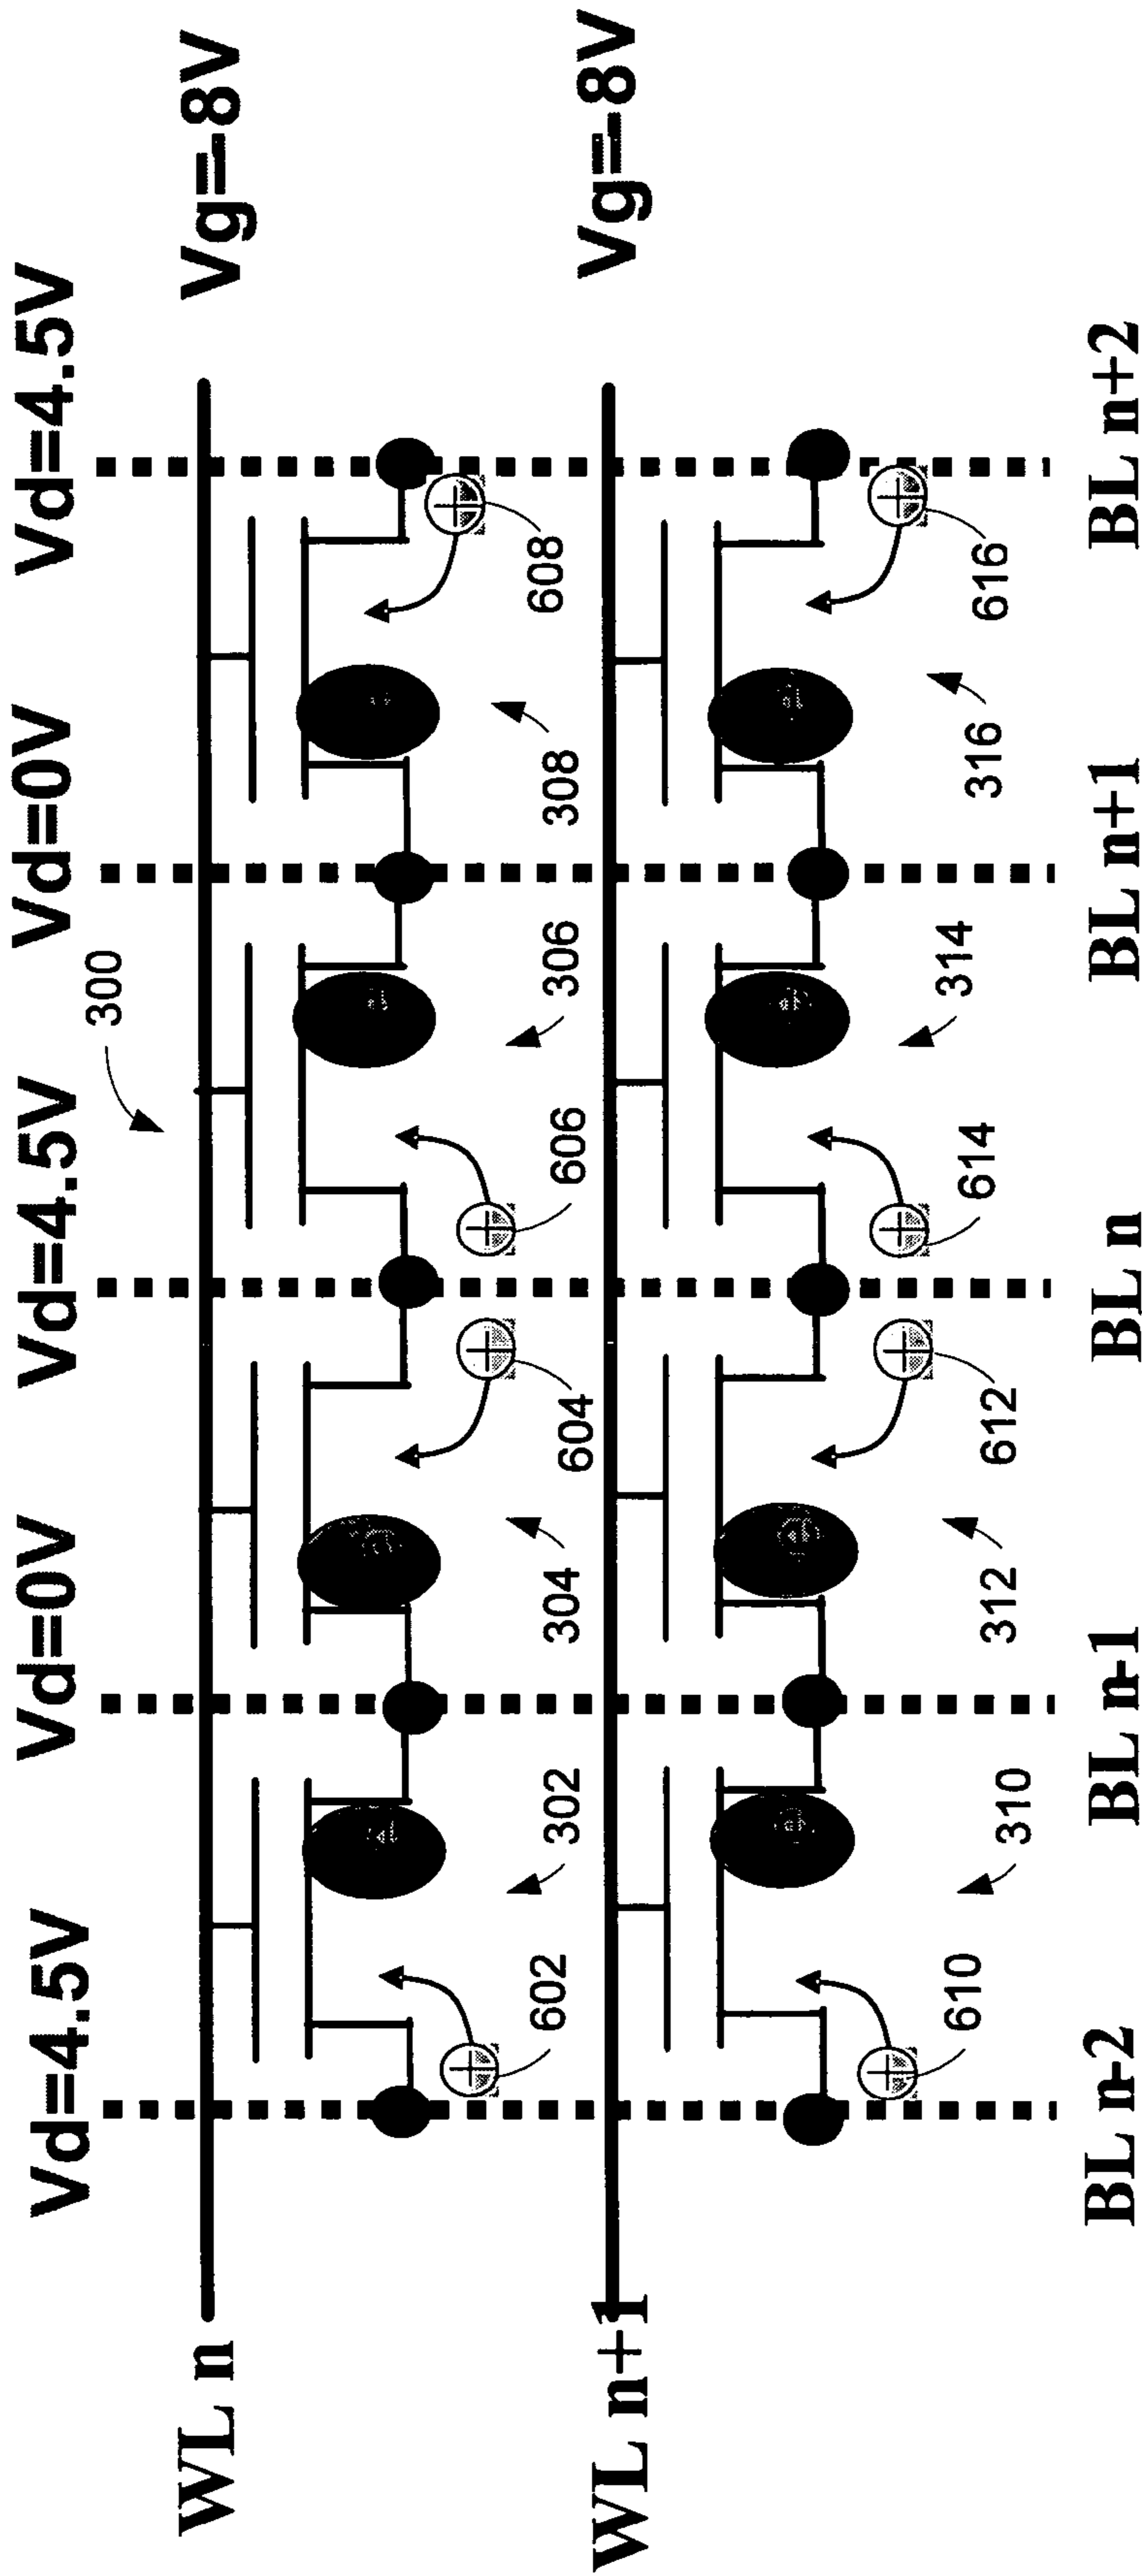 Vd=4.5V
Vd=0V
Vd=4.5V
Vd=0V
Vd=4.5V
300
WL n
Vg=-8V
602
302
304
604
606
306
308
608
WL n+1
Vg=-8V
610
310
312
612
614
314
316
616
BL n-2
BL n-1
BL n
BL n+1
BL n+2